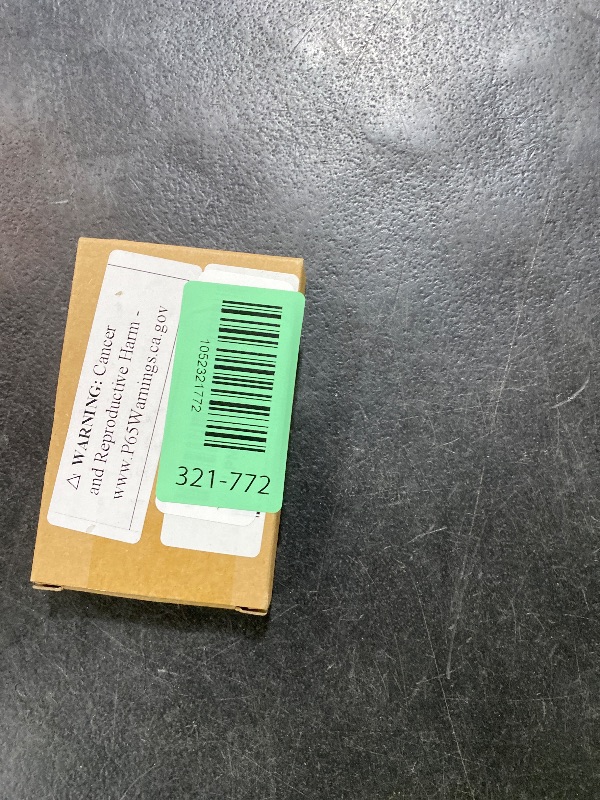 ⚠ WARNING: Cancer
and Reproductive Harm -
www.P65Warnings.ca.gov
1052321772
321-772